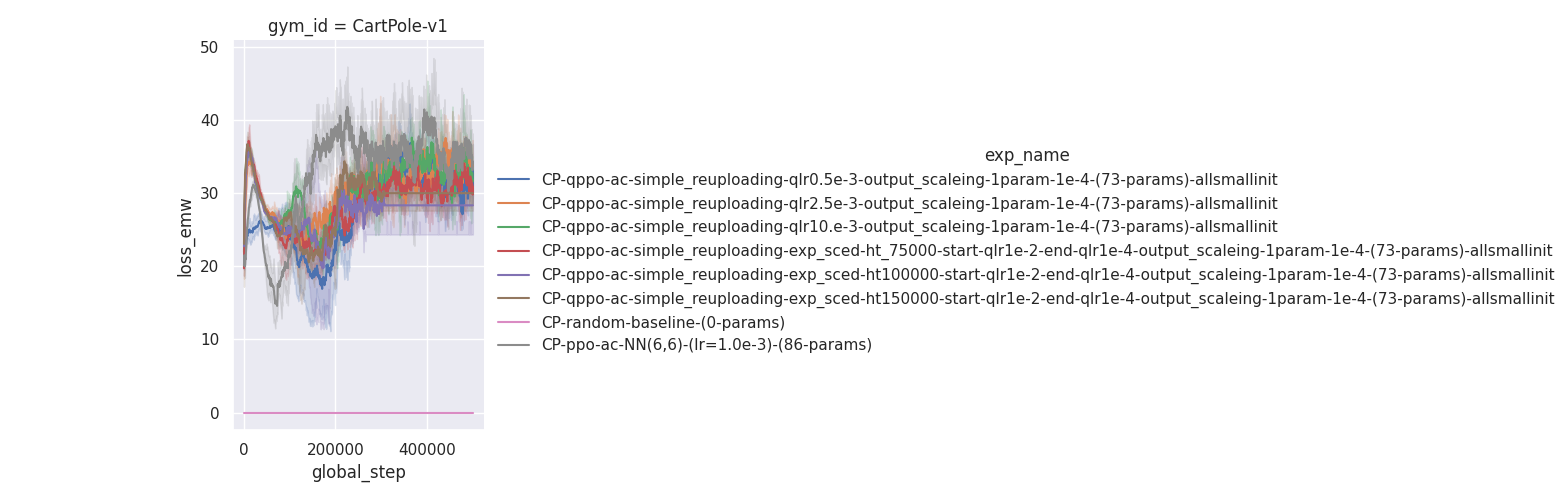 gym_id = CartPole-v1
50
40
30
20
10
0
loss_emw
0
200000
400000
global_step
exp_name
CP-qppo-ac-simple_reuploading-qlr0.5e-3-output_scaleing-1param-1e-4-(73-params)-allsmallinit
CP-qppo-ac-simple_reuploading-qlr2.5e-3-output_scaleing-1param-1e-4-(73-params)-allsmallinit
CP-qppo-ac-simple_reuploading-qlr10.e-3-output_scaleing-1param-1e-4-(73-params)-allsmallinit
CP-qppo-ac-simple_reuploading-exp_sced-ht_75000-start-qlr1e-2-end-qlr1e-4-output_scaleing-1param-1e-4-(73-params)-allsmallinit
CP-qppo-ac-simple_reuploading-exp_sced-ht100000-start-qlr1e-2-end-qlr1e-4-output_scaleing-1param-1e-4-(73-params)-allsmallinit
CP-qppo-ac-simple_reuploading-exp_sced-ht150000-start-qlr1e-2-end-qlr1e-4-output_scaleing-1param-1e-4-(73-params)-allsmallinit
CP-random-baseline-(0-params)
CP-ppo-ac-NN(6,6)-(lr=1.0e-3)-(86-params)